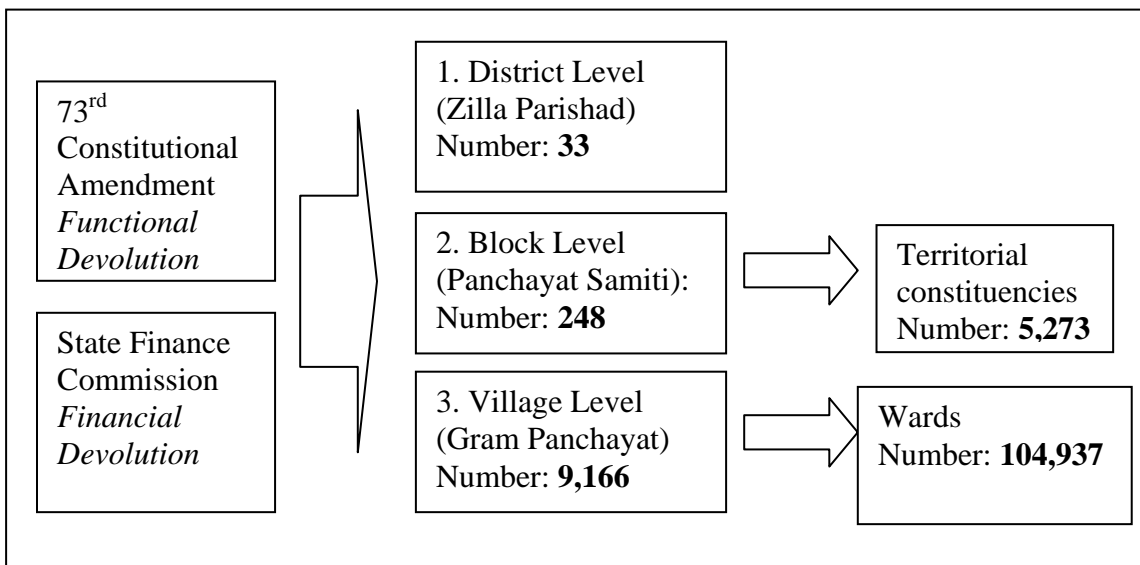 73rd
Constitutional
Amendment
Functional
Devolution
State Finance
Commission
Financial
Devolution
1. District Level
(Zilla Parishad)
Number: 33
2. Block Level
(Panchayat Samiti):
Number: 248
3. Village Level
(Gram Panchayat)
Number: 9,166
Territorial
constituencies
Number: 5,273
Wards
Number: 104,937